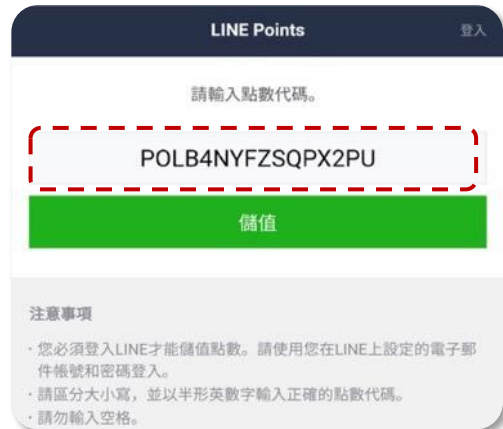 LINE Points
登入
請輸入點數代碼。
POLB4NYFZSQPX2PU
儲值
注意事項
・您必須登入LINE才能儲值點數。請使用您在LINE上設定的電子郵
件帳號和密碼登入。
・請區分大小寫，並以半形英數字輸入正確的點數代碼。
・請勿輸入空格。